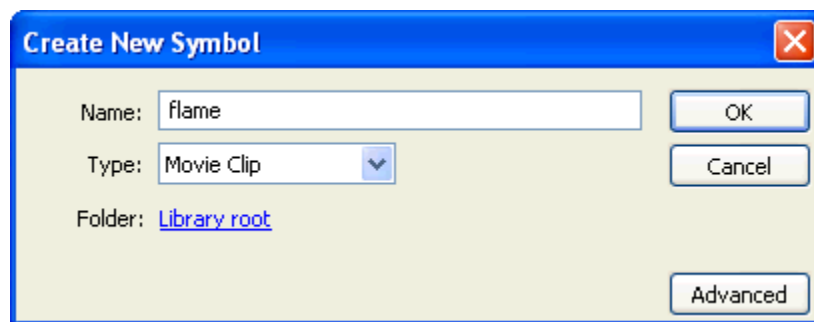 Create New Symbol
Name: flame
OK
Type: Movie Clip
Cancel
Folder: Library root
Advanced